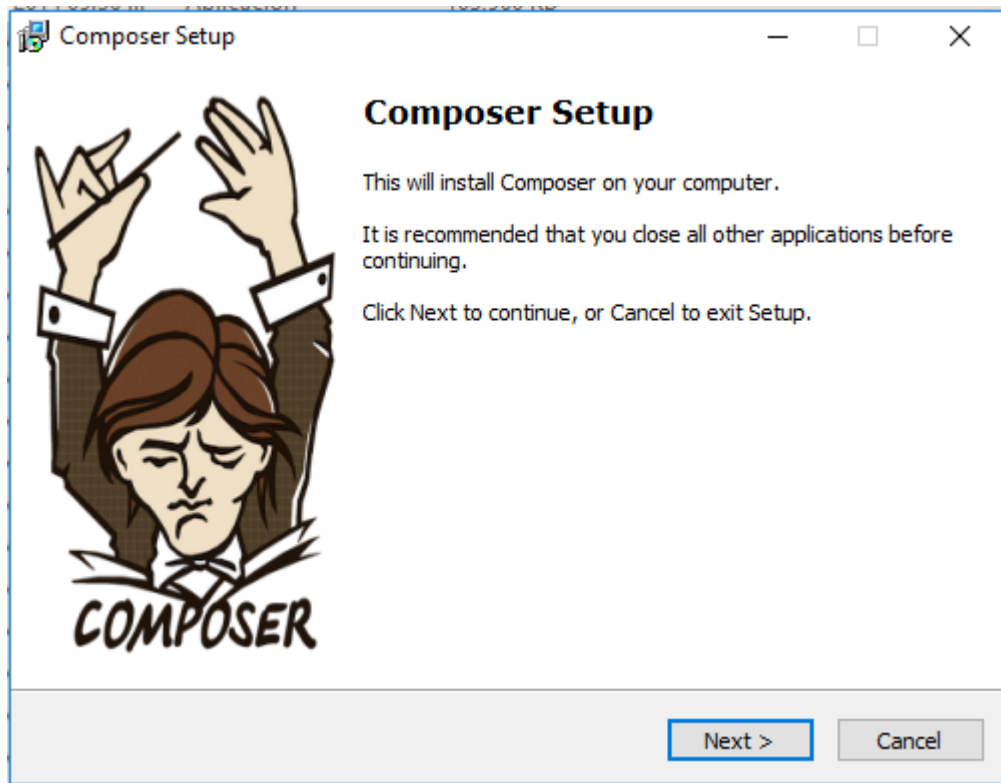 Composer Setup
Composer Setup
This will install Composer on your computer.
It is recommended that you close all other applications before
continuing.
Click Next to continue, or Cancel to exit Setup.
COMPOSER
Next >
Cancel